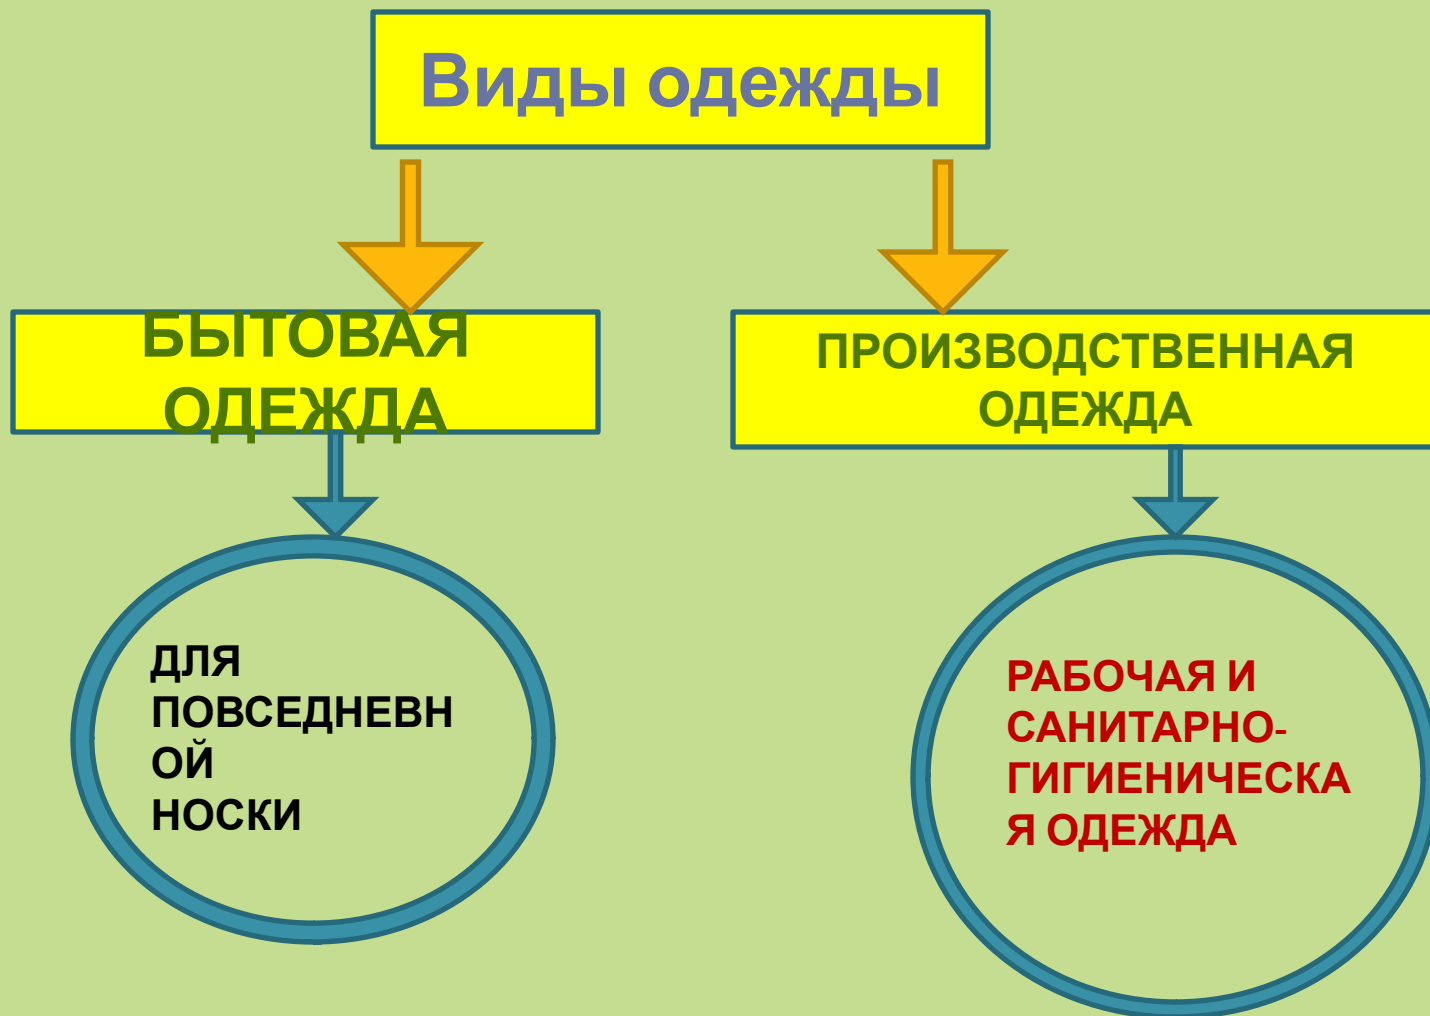 Виды одежды
БЫТОВАЯ
ОДЕЖДА
ПРОИЗВОДСТВЕННАЯ
ОДЕЖДА
ДЛЯ
ПОВСЕДНЕВН
ОЙ
НОСКИ
РАБОЧАЯ И
САНИТАРНО-
ГИГИЕНИЧЕСКА
Я ОДЕЖДА